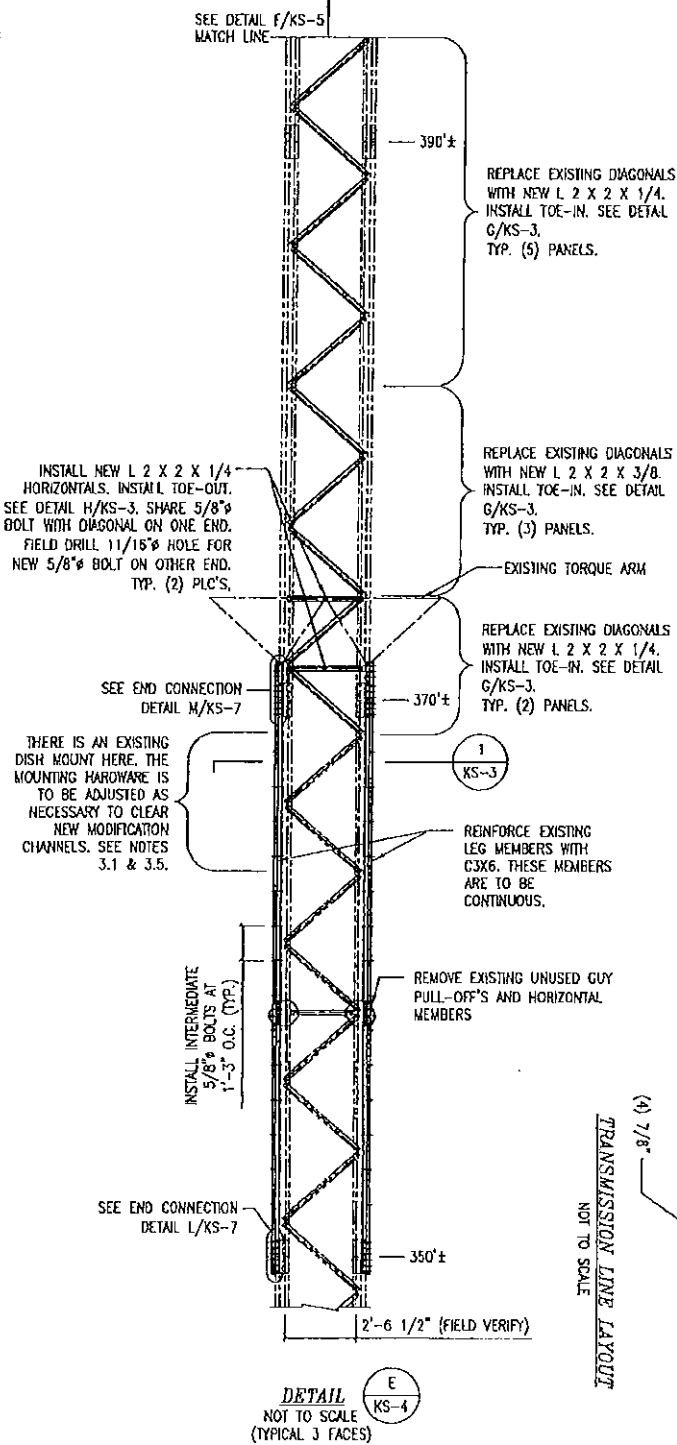 SEE DETAIL F/KS-5
MATCH LINE
390'±
REPLACE EXISTING DIAGONALS
WITH NEW L 2 X 2 X 1/4.
INSTALL TOE-IN. SEE DETAIL
G/KS-3.
TYP. (5) PANELS.
INSTALL NEW L 2 X 2 X 1/4
HORIZONTALS. INSTALL TOE-OUT.
SEE DETAIL H/KS-3. SHARE 5/8"ø
BOLT WITH DIAGONAL ON ONE END.
FIELD DRILL 11/16"ø HOLE FOR
NEW 5/8"ø BOLT ON OTHER END.
TYP. (2) PLC'S.
REPLACE EXISTING DIAGONALS
WITH NEW L 2 X 2 X 3/8.
INSTALL TOE-IN. SEE DETAIL
G/KS-3.
TYP. (3) PANELS.
EXISTING TORQUE ARM
REPLACE EXISTING DIAGONALS
WITH NEW L 2 X 2 X 1/4.
INSTALL TOE-IN. SEE DETAIL
G/KS-3.
TYP. (2) PANELS.
SEE END CONNECTION
DETAIL M/KS-7
370'±
THERE IS AN EXISTING
DISH MOUNT HERE. THE
MOUNTING HARDWARE IS
TO BE ADJUSTED AS
NECESSARY TO CLEAR
NEW MODIFICATION
CHANNELS. SEE NOTES
3.1 & 3.5.
1
KS-3
REINFORCE EXISTING
LEG MEMBERS WITH
C3X6. THESE MEMBERS
ARE TO BE
CONTINUOUS.
INSTALL INTERMEDIATE
5/8"ø BOLTS AT
1'-3" O.C. (TYP.)
REMOVE EXISTING UNUSED GUY
PULL-OFF'S AND HORIZONTAL
MEMBERS
(4) 7/8"
TRANSMISSION LINE LAYOUT
NOT TO SCALE
SEE END CONNECTION
DETAIL L/KS-7
350'±
2'-6 1/2" (FIELD VERIFY)
DETAIL
E
KS-4
NOT TO SCALE
(TYPICAL 3 FACES)